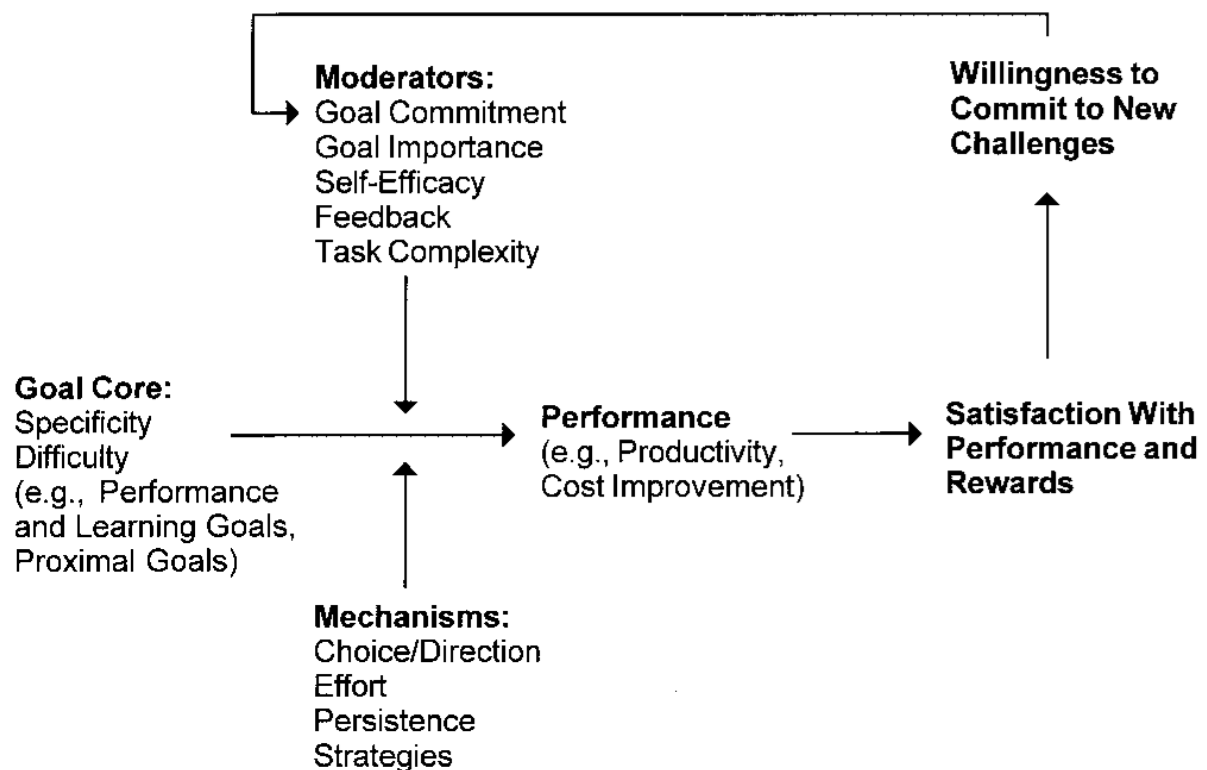 Moderators:
Goal Commitment
Goal Importance
Self-Efficacy
Feedback
Task Complexity
Willingness to
Commit to New
Challenges
Goal Core:
Specificity
Difficulty
(e.g., Performance
and Learning Goals,
Proximal Goals)
Performance
(e.g., Productivity,
Cost Improvement)
Satisfaction With
Performance and
Rewards
Mechanisms:
Choice/Direction
Effort
Persistence
Strategies